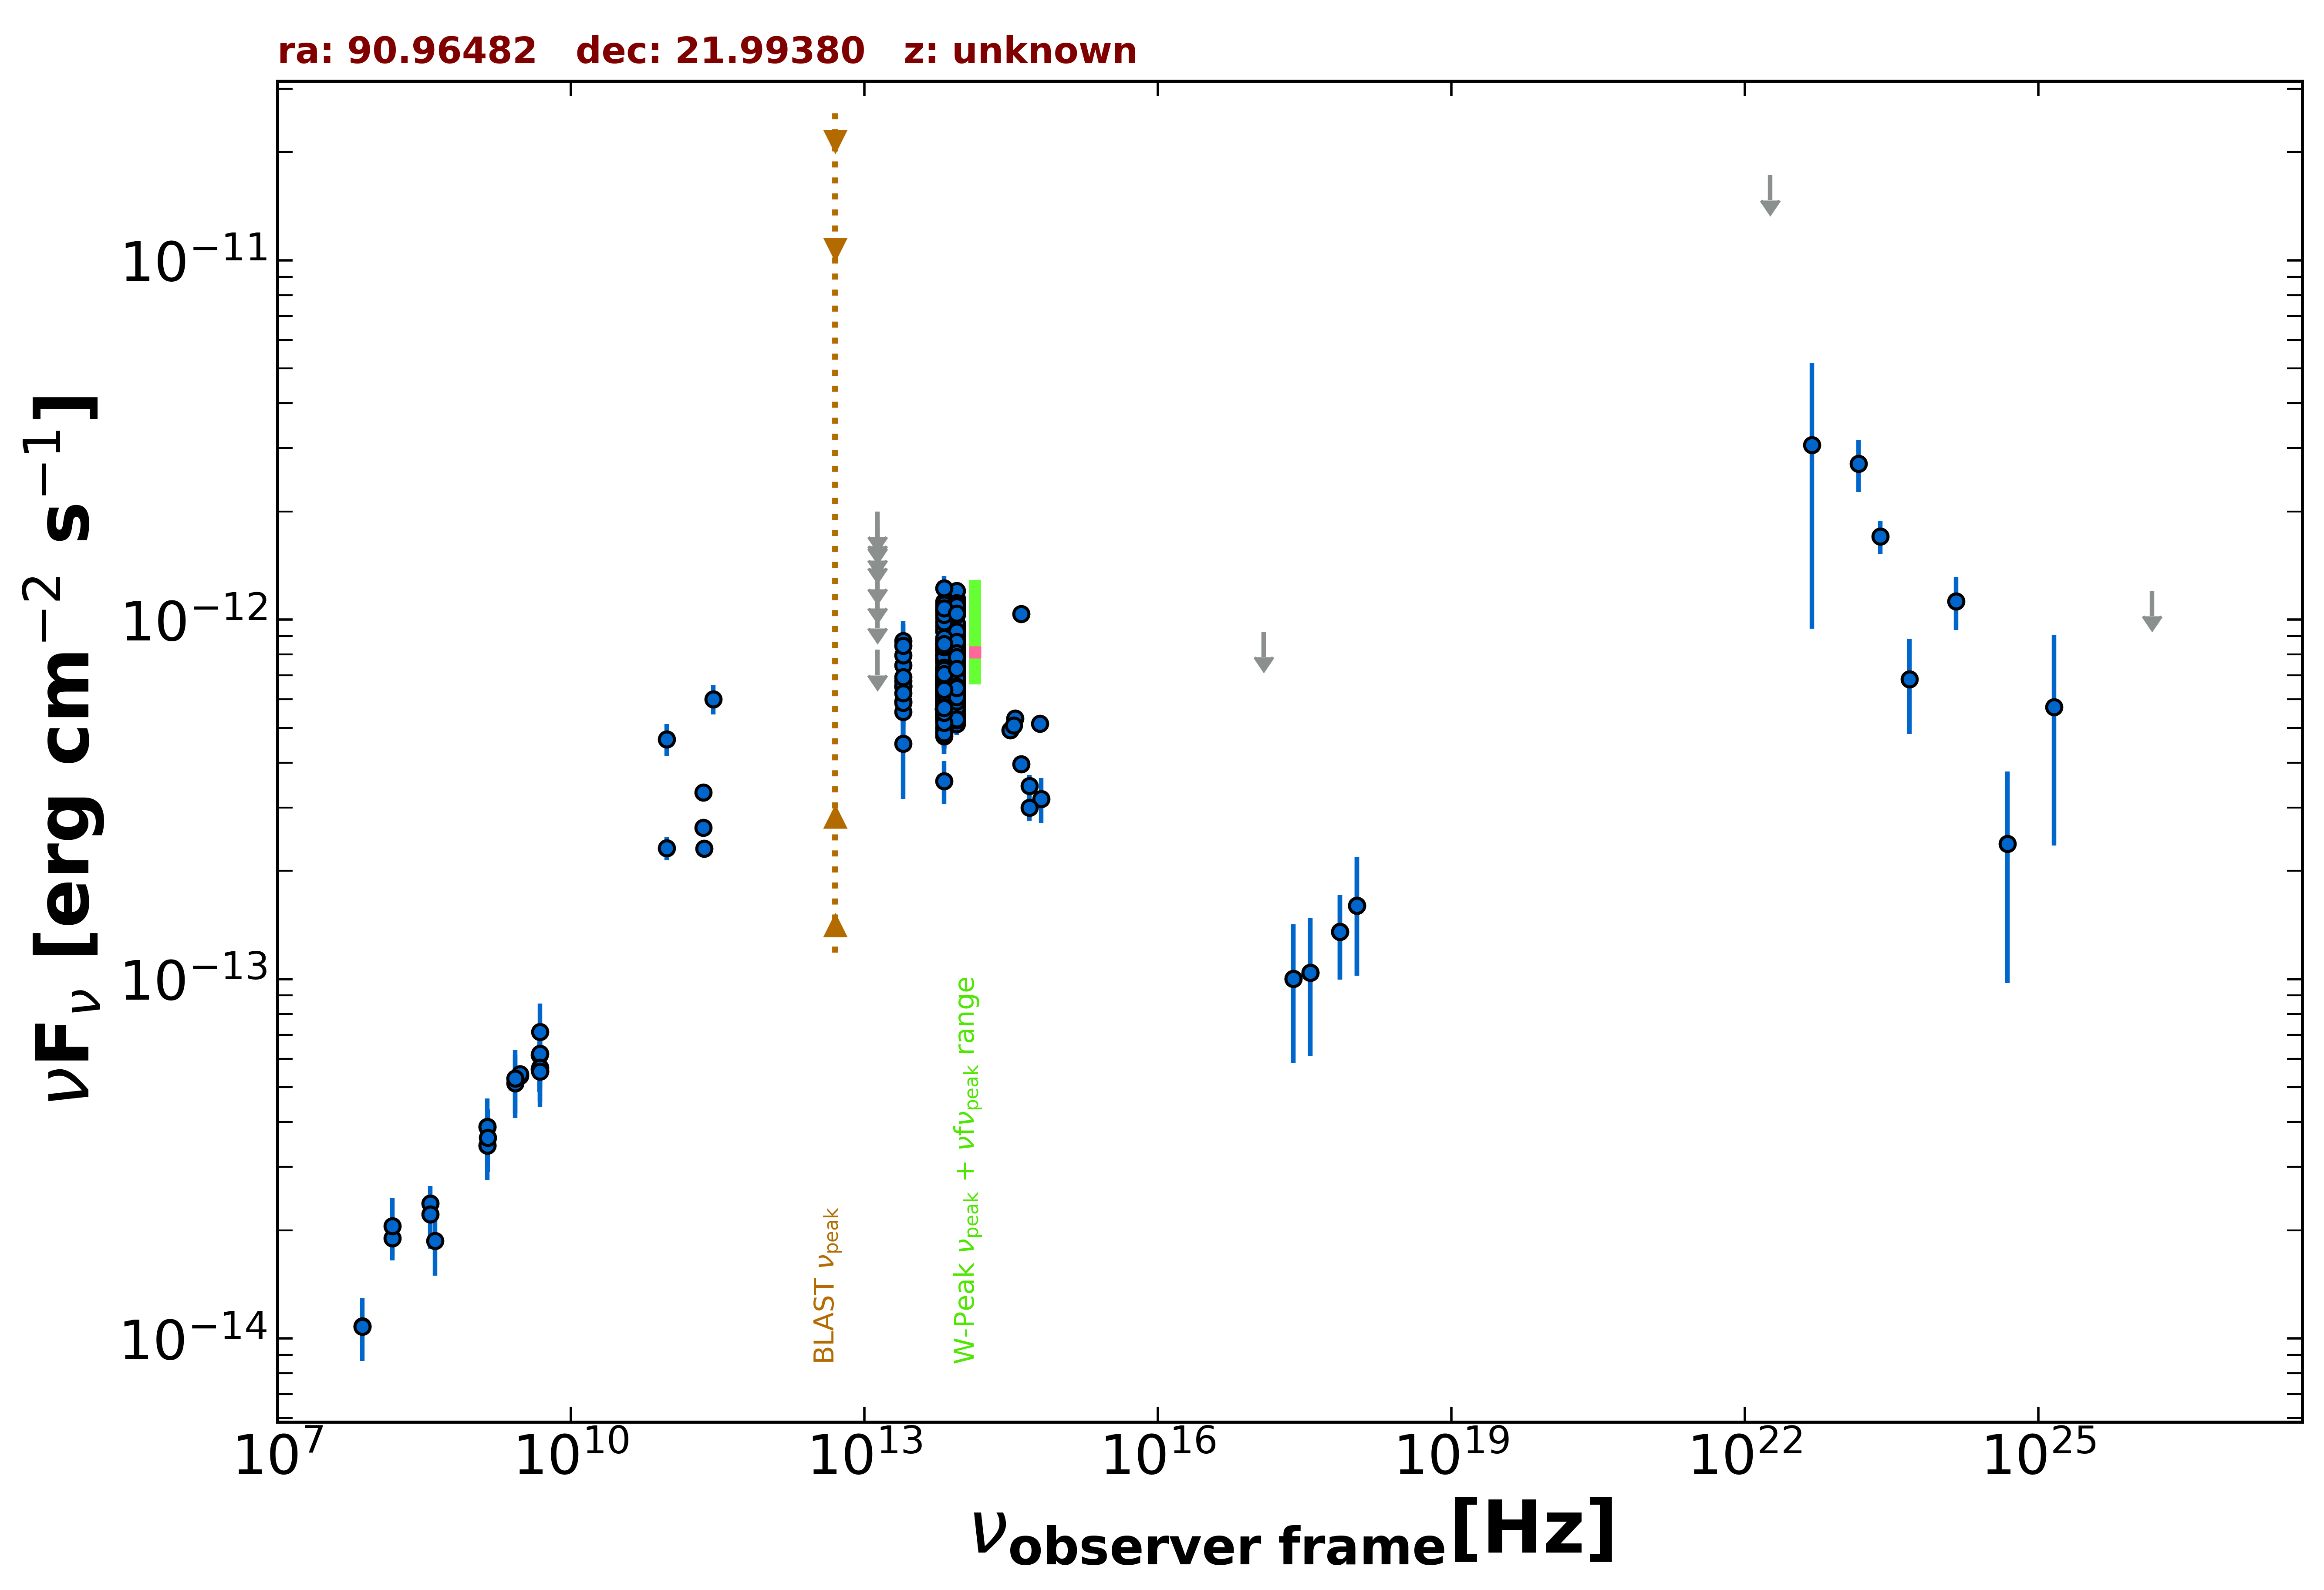 ra: 90.96482 dec: 21.99380 z: unknown
νFν [erg cm−2 s−1]
10−11
10−12
10−13
10−14
BLAST νpeak
W-Peak νpeak + νfνpeak range
107 1010 1013 1016 1019 1022 1025
νobserver frame[Hz]